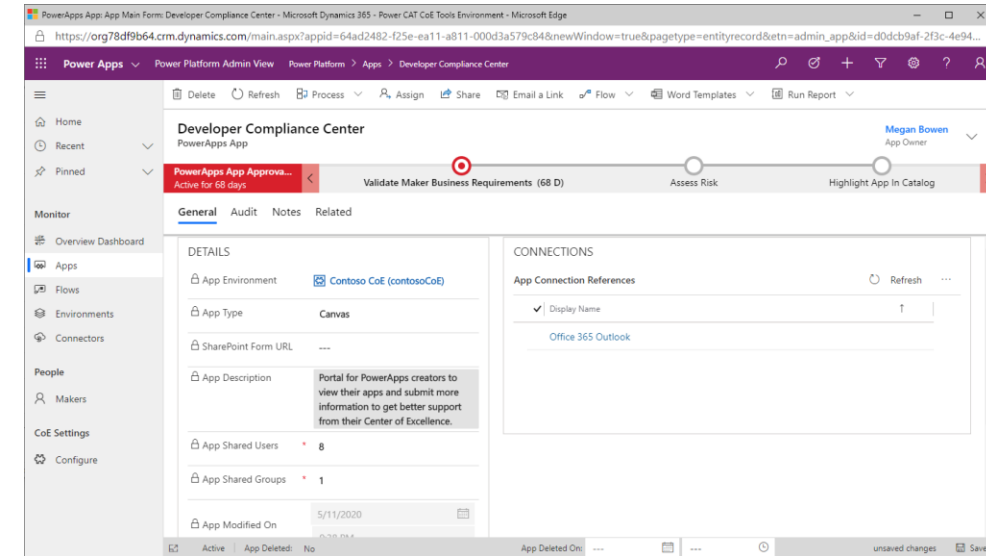 PowerApps App: App Main Form: Developer Compliance Center - Microsoft Dynamics 365 - Power CAT CoE Tools Environment - Microsoft Edge
https://org78df9b64.crm.dynamics.com/main.aspx?appid=64ad2482-f25e-ea11-a811-000d3a579c84&newWindow=true&pagetype=entityrecord&etn=admin_app&id=d0dcb9af-2f3c-4e94...
Power Apps Power Platform Admin View Power Platform > Apps > Developer Compliance Center
Delete Refresh Process Assign Share Email a Link Flow Word Templates Run Report
Home
Recent
Pinned
Monitor
Overview Dashboard
Apps
Flows
Environments
Connectors
People
Makers
CoE Settings
Configure
Developer Compliance Center
PowerApps App
Megan Bowen
App Owner
PowerApps App Approva...
Active for 68 days
Validate Maker Business Requirements (68 D)
Assess Risk
Highlight App In Catalog
General Audit Notes Related
DETAILS
App Environment Contoso CoE (contosoCoE)
App Type Canvas
SharePoint Form URL ---
App Description Portal for PowerApps creators to
view their apps and submit more
information to get better support
from their Center of Excellence.
App Shared Users * 8
App Shared Groups * 1
App Modified On 5/11/2020
CONNECTIONS
App Connection References Refresh ...
Display Name ↑
Office 365 Outlook
Active App Deleted: No App Deleted On: --- --- unsaved changes Save